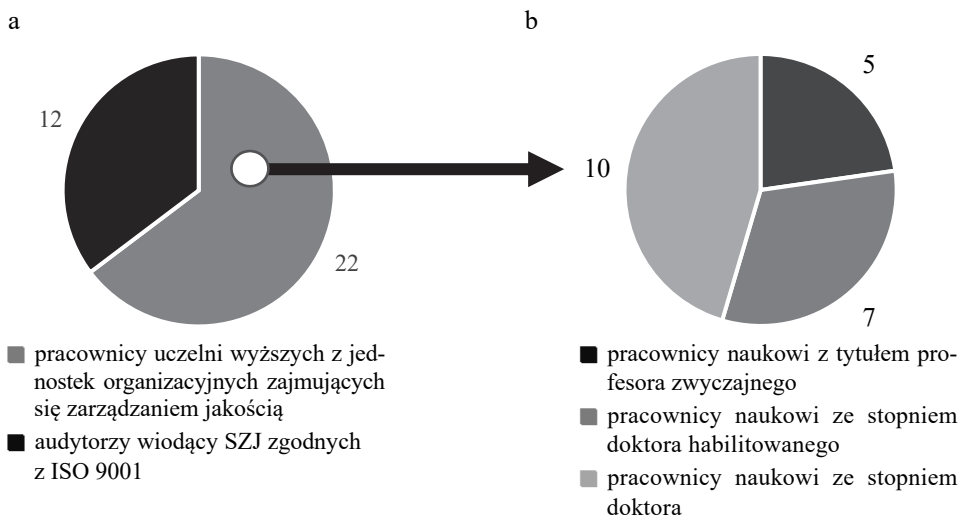 a
12
22
pracownicy uczelni wyższych z jed-
nostek organizacyjnych zajmujących
się zarządzaniem jakością
audytorzy wiodący SZJ zgodnych
z ISO 9001
b
5
10
7
pracownicy naukowi z tytułem pro-
fesora zwyczajnego
pracownicy naukowi ze stopniem
doktora habilitowanego
pracownicy naukowi ze stopniem
doktora